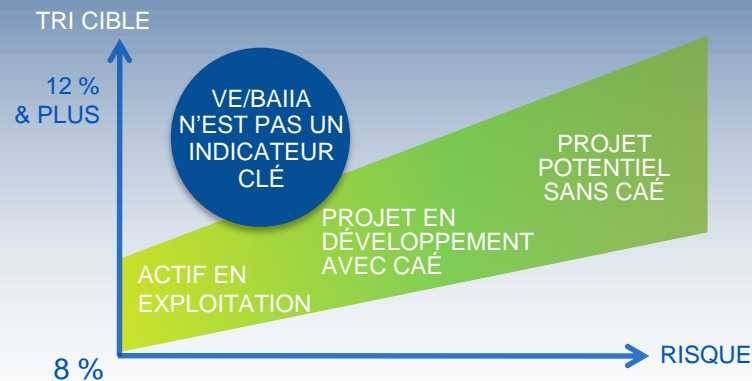 TRI CIBLE
12 %
& PLUS
VE/BAIIA
N'EST PAS UN
INDICATEUR
CLÉ
PROJET
POTENTIEL
SANS CAÉ
PROJET EN
DÉVELOPPEMENT
AVEC CAÉ
ACTIF EN
EXPLOITATION
8 %
RISQUE